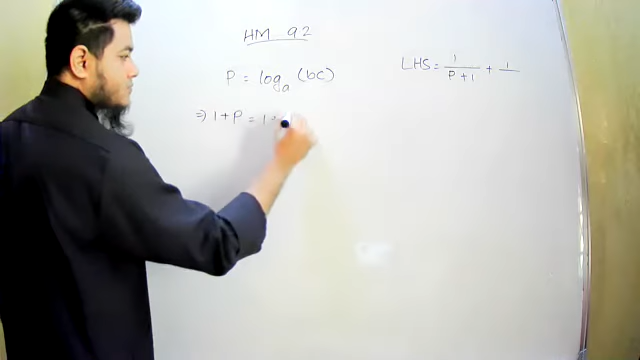 HM 92
P = log_a (bc)
LHS = 1/(P+1) + 1/
⇒ 1 + P = 1 +